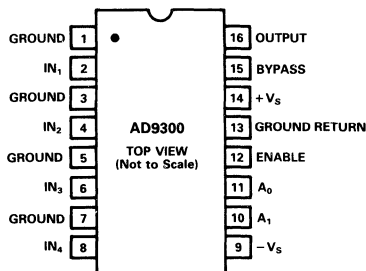 GROUND 1 16 OUTPUT
IN₁ 2 15 BYPASS
GROUND 3 14 +Vₛ
IN₂ 4 13 GROUND RETURN
AD9300
GROUND 5 TOP VIEW 12 ENABLE
(Not to Scale)
IN₃ 6 11 A₀
GROUND 7 10 A₁
IN₄ 8 9 −Vₛ